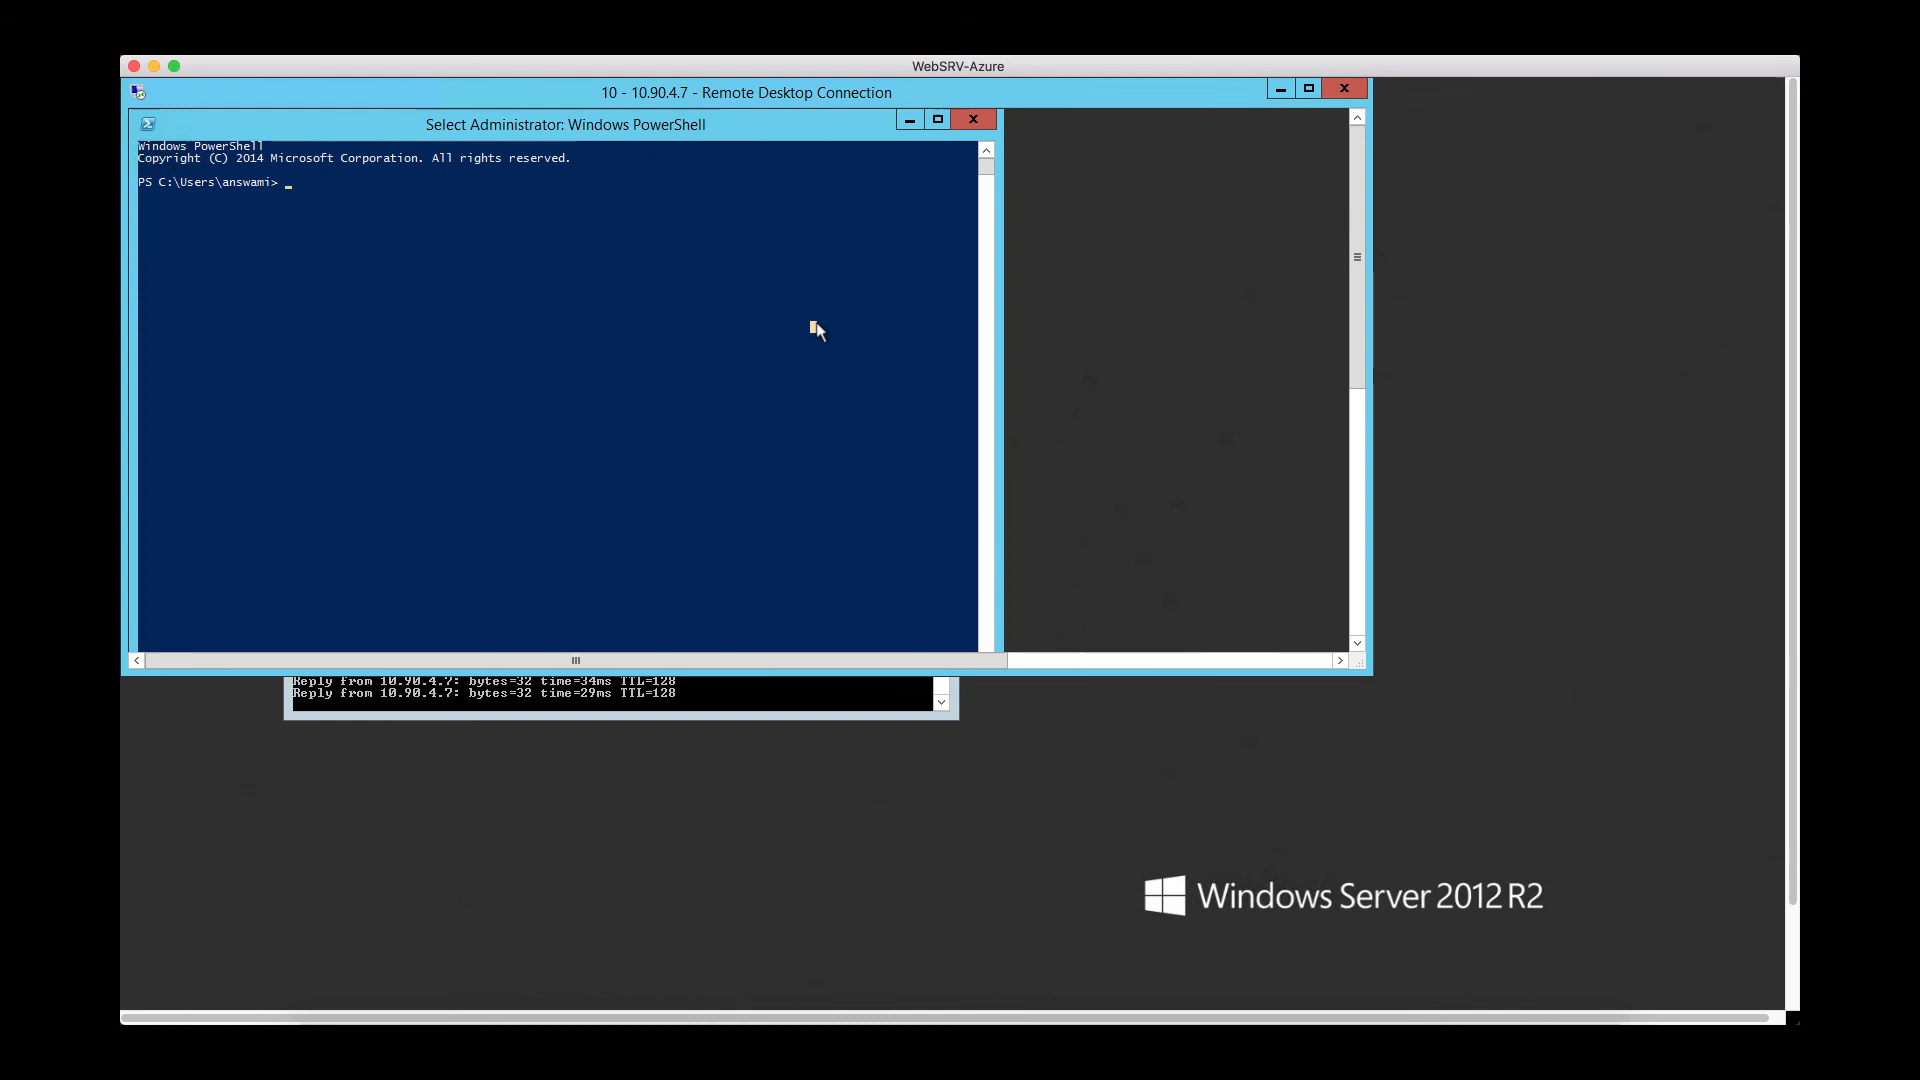 WebSRV-Azure
10 - 10.90.4.7 - Remote Desktop Connection
Select Administrator: Windows PowerShell
Windows PowerShell
Copyright (C) 2014 Microsoft Corporation. All rights reserved.
PS C:\Users\answami>
Reply from 10.90.4.7: bytes=32 time=34ms TTL=128
Reply from 10.90.4.7: bytes=32 time=29ms TTL=128
Windows Server 2012 R2